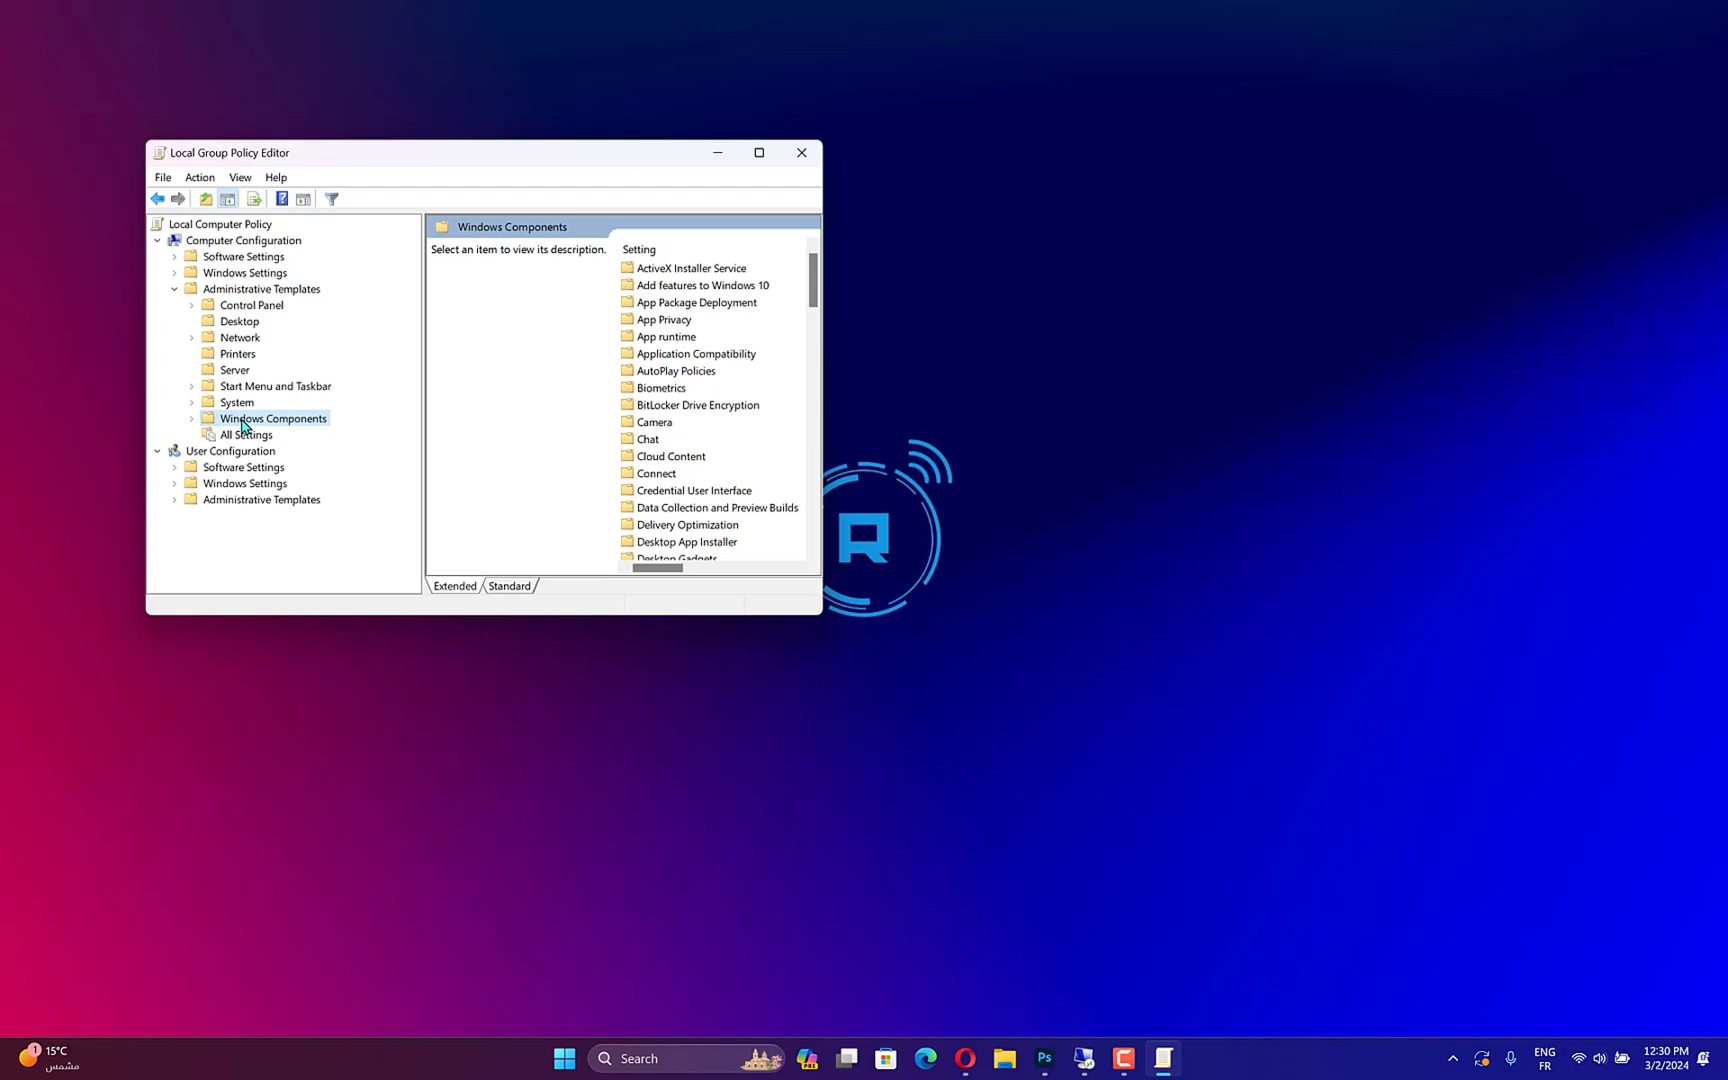 Local Group Policy Editor
File Action View Help
Local Computer Policy
Computer Configuration
Software Settings
Windows Settings
Administrative Templates
Control Panel
Desktop
Network
Printers
Server
Start Menu and Taskbar
System
Windows Components
All Settings
User Configuration
Software Settings
Windows Settings
Administrative Templates
Windows Components
Select an item to view its description.
Setting
ActiveX Installer Service
Add features to Windows 10
App Package Deployment
App Privacy
App runtime
Application Compatibility
AutoPlay Policies
Biometrics
BitLocker Drive Encryption
Camera
Chat
Cloud Content
Connect
Credential User Interface
Data Collection and Preview Builds
Delivery Optimization
Desktop App Installer
Desktop Gadgets
Extended Standard
R
1
15°C
مشمس
Search
PRE
Ps
ENG
FR
12:30 PM
3/2/2024